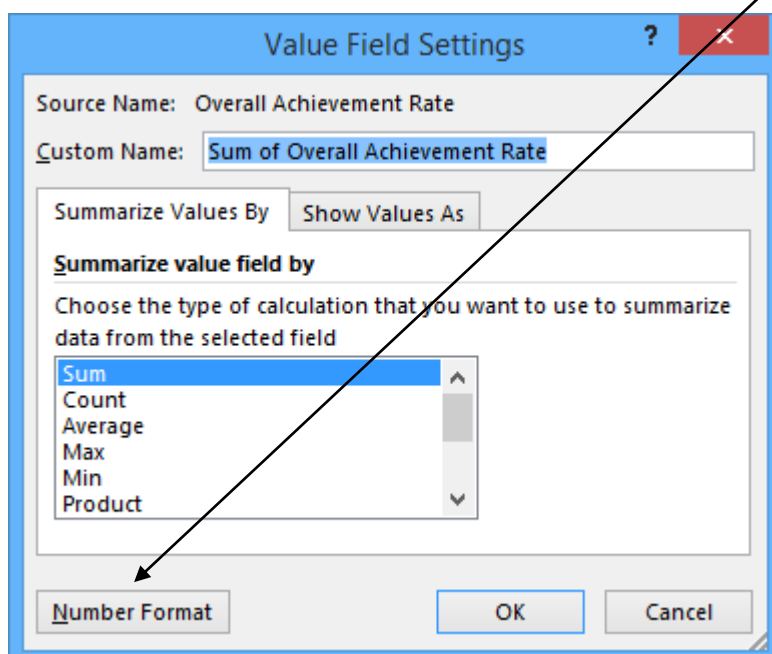 Value Field Settings ?
Source Name: Overall Achievement Rate
Custom Name: Sum of Overall Achievement Rate
Summarize Values By Show Values As
Summarize value field by
Choose the type of calculation that you want to use to summarize
data from the selected field
Sum
Count
Average
Max
Min
Product
Number Format OK Cancel